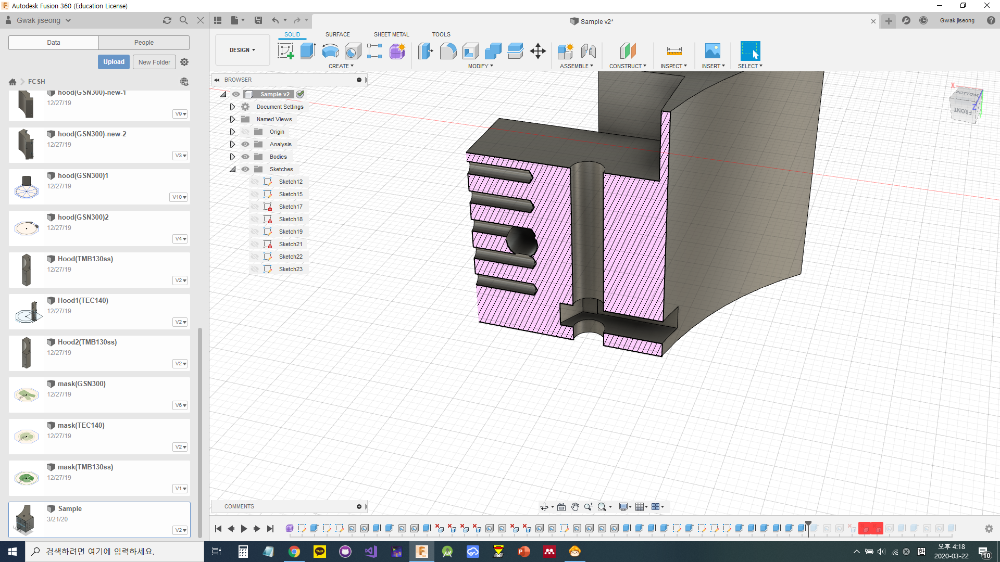 Autodesk Fusion 360 (Education License)
Gwak jiseong
Sample v2*
Gwak jiseong
Data
People
Upload
New Folder
FCSH
hood(GSN300)-new-1
12/27/19
V9
hood(GSN300)-new-2
12/27/19
V3
hood(GSN300)1
12/27/19
V10
hood(GSN300)2
12/27/19
V4
Hood(TMB130ss)
12/27/19
V2
Hood1(TEC140)
12/27/19
V2
Hood2(TMB130ss)
12/27/19
V2
mask(GSN300)
12/27/19
V6
mask(TEC140)
12/27/19
V2
mask(TMB130ss)
12/27/19
V1
Sample
3/21/20
V2
SOLID
SURFACE
SHEET METAL
TOOLS
DESIGN
CREATE
MODIFY
ASSEMBLE
CONSTRUCT
INSPECT
INSERT
SELECT
BROWSER
Sample v2
Document Settings
Named Views
Origin
Analysis
Bodies
Sketches
Sketch12
Sketch15
Sketch17
Sketch18
Sketch19
Sketch21
Sketch22
Sketch23
X
Z
BOTTOM
FRONT
COMMENTS
검색하려면 여기에 입력하세요.
TALK
오후 4:18
2020-03-22
10